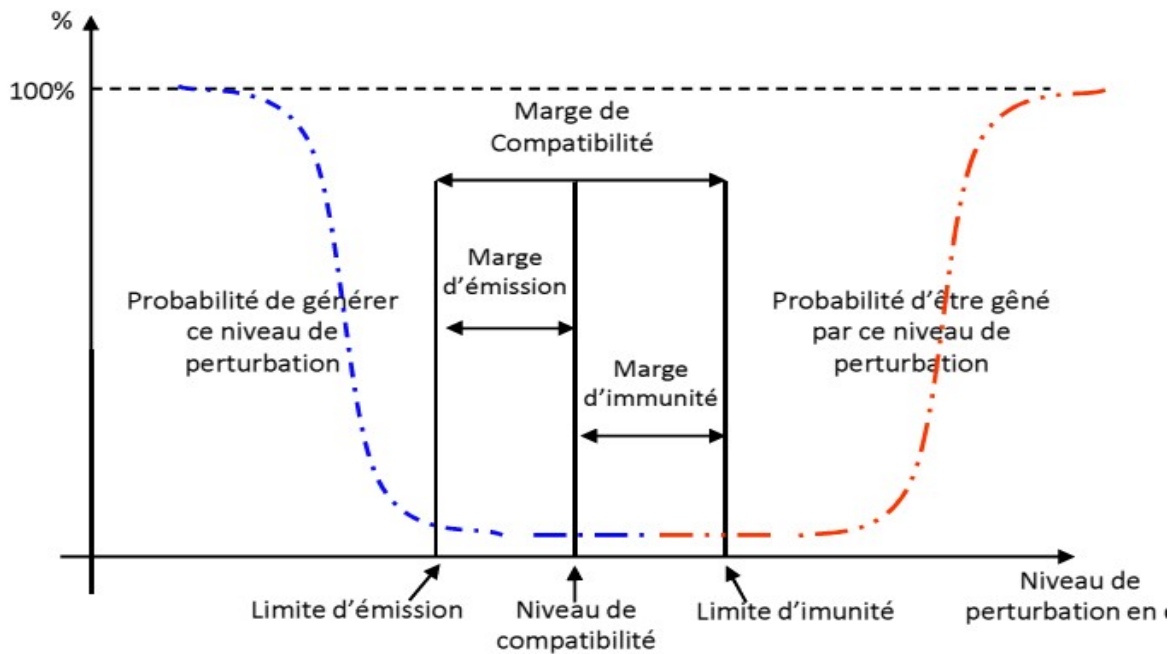 %
100%
Marge de
Compatibilité
Marge
d'émission
Probabilité de générer
ce niveau de
perturbation
Probabilité d'être gêné
par ce niveau de
perturbation
Marge
d'immunité
Limite d'émission
Niveau de
compatibilité
Limite d'imunité
Niveau de
perturbation en